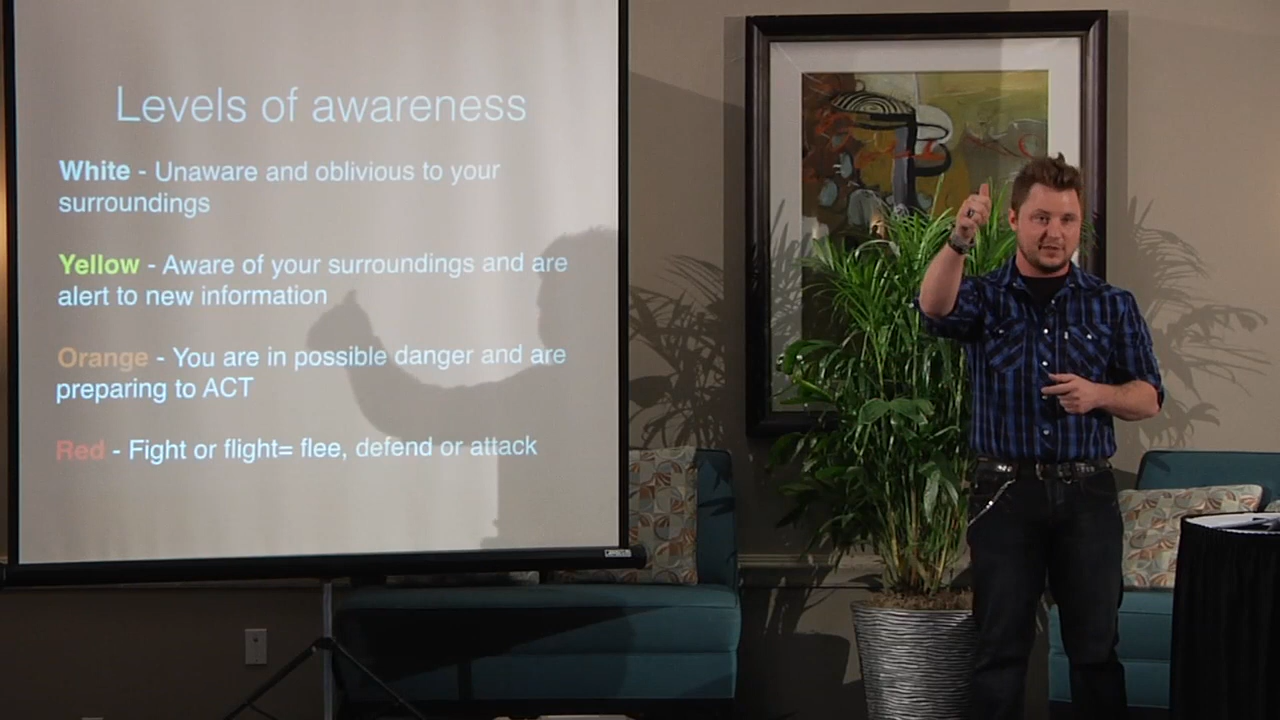 Levels of awareness
White - Unaware and oblivious to your
surroundings
Yellow - Aware of your surroundings and are
alert to new information
Orange - You are in possible danger and are
preparing to ACT
Red - Fight or flight= flee, defend or attack